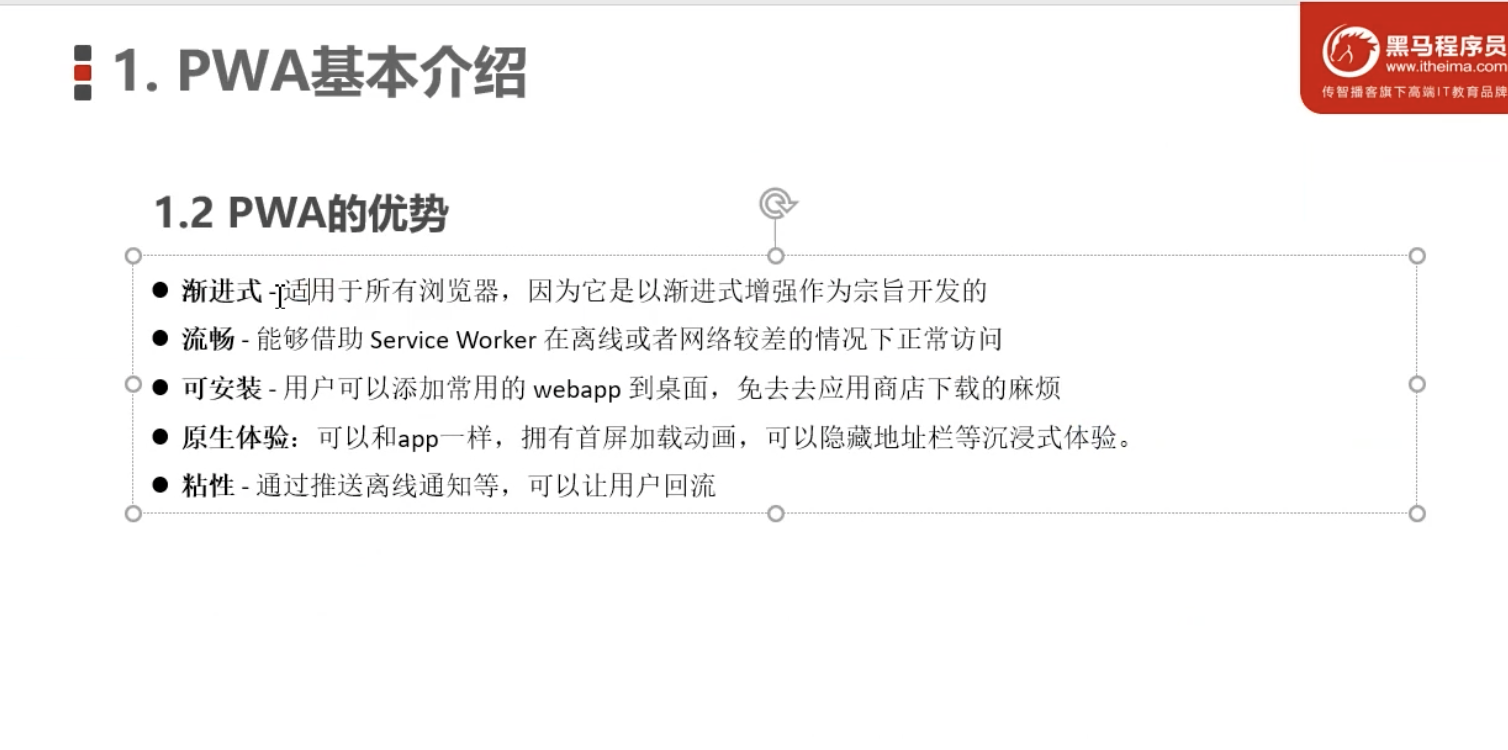 1. PWA基本介绍
黑马程序员
www.itheima.com
传智播客旗下高端IT教育品牌
1.2 PWA的优势
● 渐进式 - 适用于所有浏览器，因为它是以渐进式增强作为宗旨开发的
● 流畅 - 能够借助 Service Worker 在离线或者网络较差的情况下正常访问
● 可安装 - 用户可以添加常用的 webapp 到桌面，免去去应用商店下载的麻烦
● 原生体验：可以和app一样，拥有首屏加载动画，可以隐藏地址栏等沉浸式体验。
● 粘性 - 通过推送离线通知等，可以让用户回流